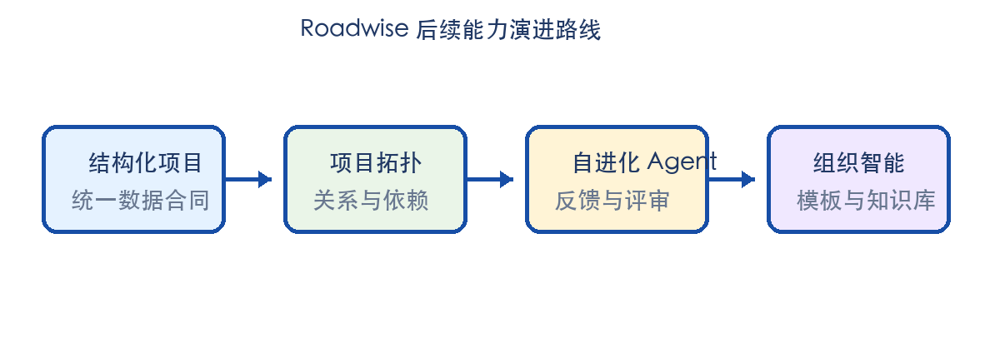 Roadwise 后续能力演进路线
结构化项目
统一数据合同
项目拓扑
关系与依赖
自进化 Agent
反馈与评审
组织智能
模板与知识库